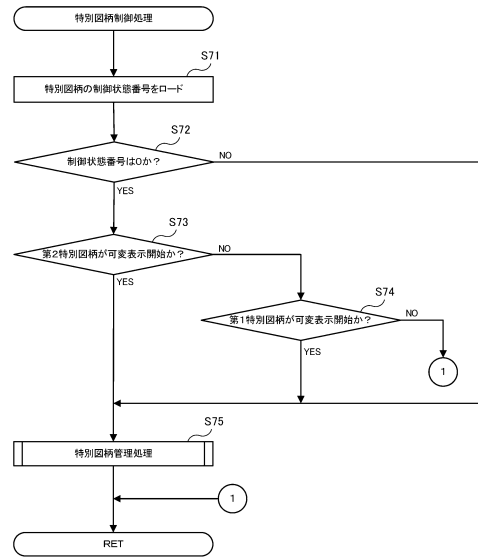 特別図柄制御処理
S71
特別図柄の制御状態番号をロード
S72
制御状態番号は0か？
NO
YES
S73
第2特別図柄が可変表示開始か？
NO
YES
S74
第1特別図柄が可変表示開始か？
NO
YES
1
S75
特別図柄管理処理
1
RET